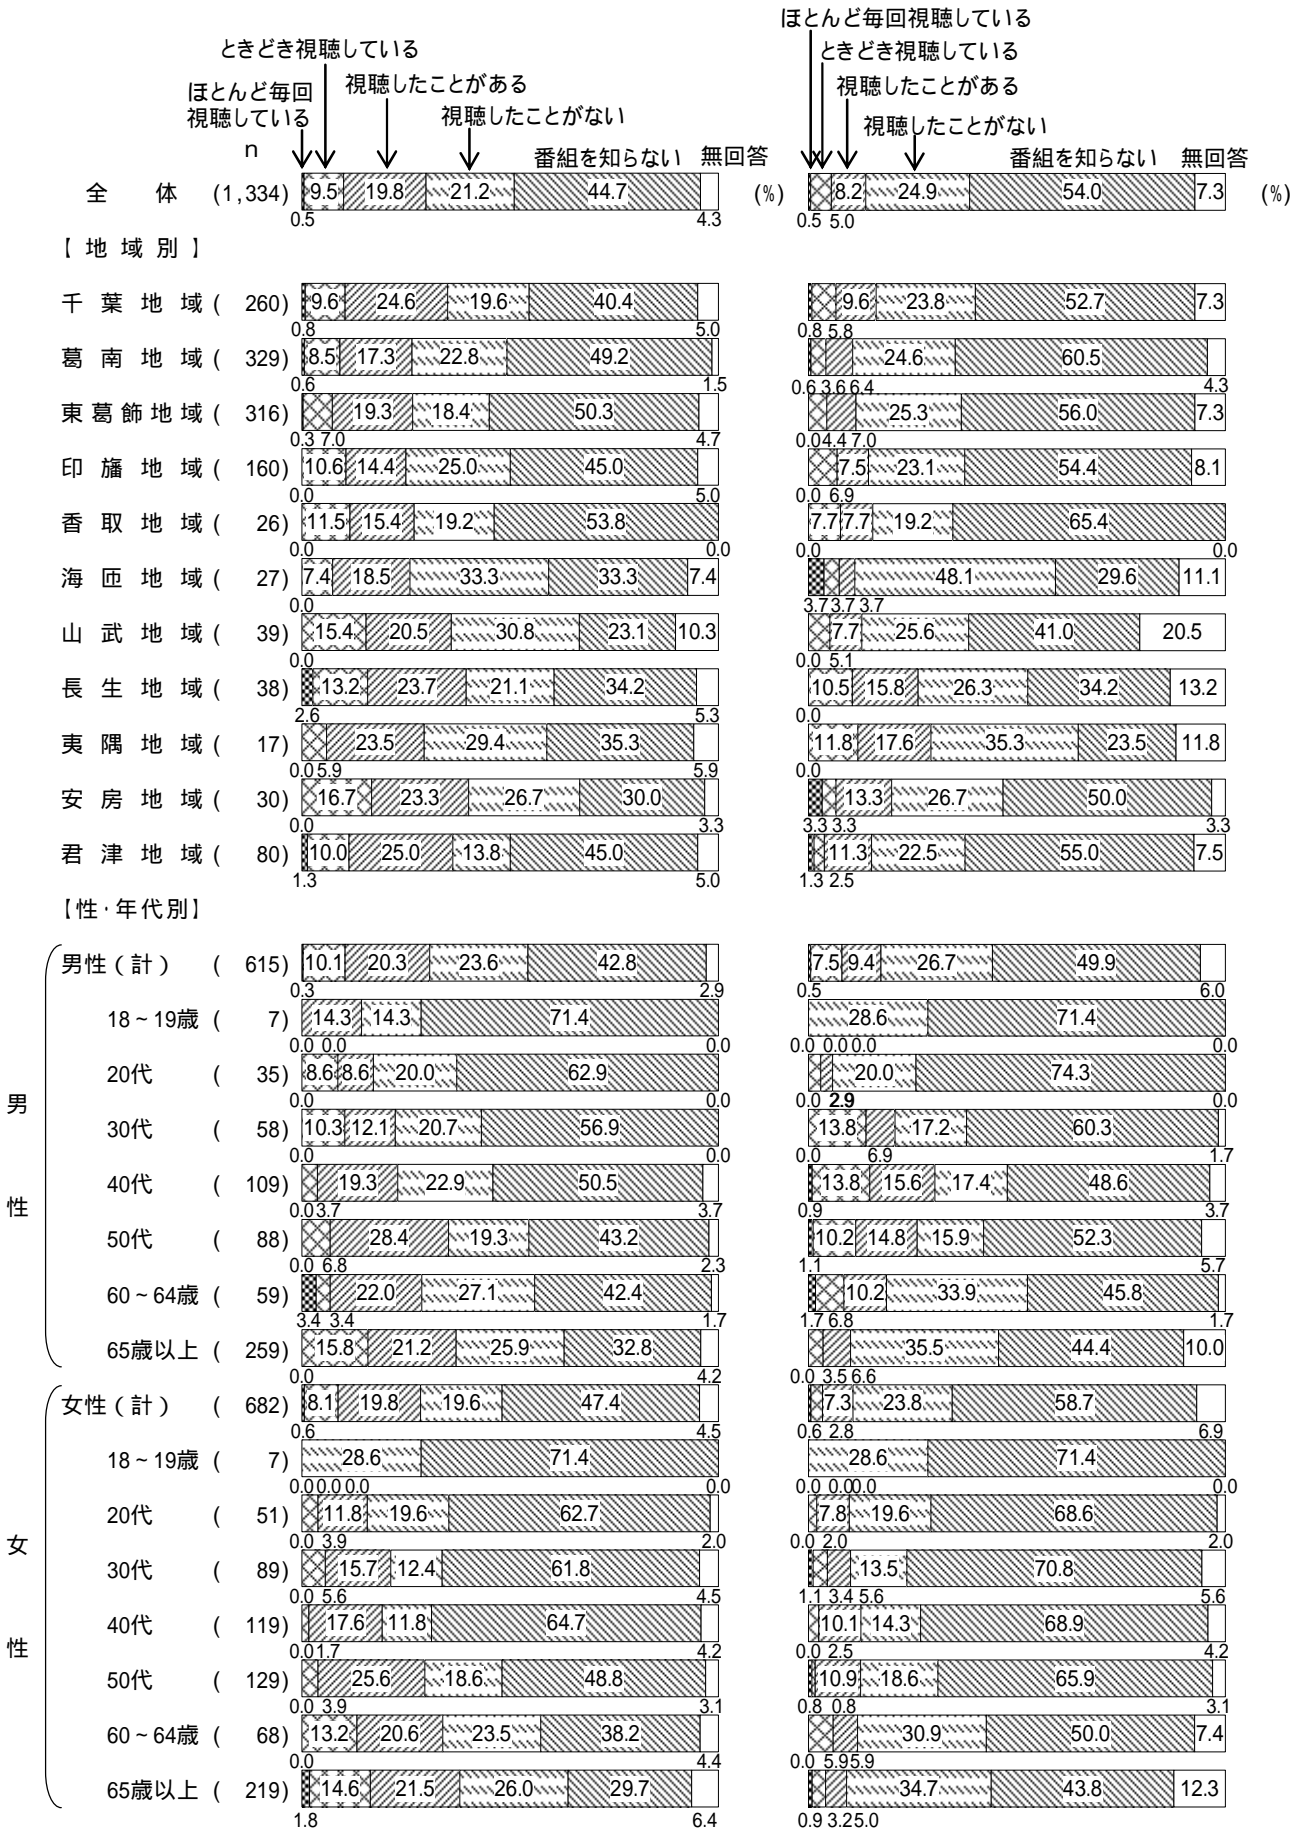 ほとんど毎回視聴している
ときどき視聴している ときどき視聴している
ほとんど毎回 視聴したことがある 視聴したことがある
視聴している 視聴したことがない 視聴したことがない
n 番組を知らない 無回答 番組を知らない 無回答
全体 (1,334) 9.5 19.8 21.2 44.7 (%) 8.2 24.9 54.0 7.3 (%)
0.5 4.3 0.5 5.0
【地域別】
千葉地域 ( 260) 9.6 24.6 19.6 40.4 9.6 23.8 52.7 7.3
0.8 5.0 0.8 5.8
葛南地域 ( 329) 8.5 17.3 22.8 49.2 24.6 60.5
0.6 1.5 0.6 3.6 6.4 4.3
東葛飾地域 ( 316) 19.3 18.4 50.3 25.3 56.0 7.3
0.3 7.0 4.7 0.0 4.4 7.0
印旛地域 ( 160) 10.6 14.4 25.0 45.0 7.5 23.1 54.4 8.1
0.0 5.0 0.0 6.9
香取地域 ( 26) 11.5 15.4 19.2 53.8 7.7 7.7 19.2 65.4
0.0 0.0 0.0 0.0
海匝地域 ( 27) 7.4 18.5 33.3 33.3 7.4 48.1 29.6 11.1
0.0 3.7 3.7 3.7
山武地域 ( 39) 15.4 20.5 30.8 23.1 10.3 7.7 25.6 41.0 20.5
0.0 0.0 5.1
長生地域 ( 38) 13.2 23.7 21.1 34.2 10.5 15.8 26.3 34.2 13.2
2.6 5.3 0.0
夷隅地域 ( 17) 23.5 29.4 35.3 11.8 17.6 35.3 23.5 11.8
0.0 5.9 5.9 0.0
安房地域 ( 30) 16.7 23.3 26.7 30.0 13.3 26.7 50.0
0.0 3.3 3.3 3.3 3.3
君津地域 ( 80) 10.0 25.0 13.8 45.0 11.3 22.5 55.0 7.5
1.3 5.0 1.3 2.5
【性・年代別】
男性(計) ( 615) 10.1 20.3 23.6 42.8 7.5 9.4 26.7 49.9
0.3 2.9 0.5 6.0
18~19歳 ( 7) 14.3 14.3 71.4 28.6 71.4
0.0 0.0 0.0 0.0 0.0 0.0 0.0
20代 ( 35) 8.6 8.6 20.0 62.9 20.0 74.3
0.0 0.0 0.0 2.9 0.0
男
30代 ( 58) 10.3 12.1 20.7 56.9 13.8 17.2 60.3
0.0 0.0 0.0 6.9 1.7
40代 ( 109) 19.3 22.9 50.5 13.8 15.6 17.4 48.6
性
0.0 3.7 3.7 0.9 3.7
50代 ( 88) 28.4 19.3 43.2 10.2 14.8 15.9 52.3
0.0 6.8 2.3 1.1 5.7
60~64歳 ( 59) 22.0 27.1 42.4 10.2 33.9 45.8
3.4 3.4 1.7 1.7 6.8 1.7
65歳以上 ( 259) 15.8 21.2 25.9 32.8 35.5 44.4 10.0
0.0 4.2 0.0 3.5 6.6
女性(計) ( 682) 8.1 19.8 19.6 47.4 7.3 23.8 58.7
0.6 4.5 0.6 2.8 6.9
18~19歳 ( 7) 28.6 71.4 28.6 71.4
0.0 0.0 0.0 0.0 0.0 0.0 0.0 0.0
20代 ( 51) 11.8 19.6 62.7 7.8 19.6 68.6
0.0 3.9 2.0 0.0 2.0 2.0
女
30代 ( 89) 15.7 12.4 61.8 13.5 70.8
0.0 5.6 4.5 1.1 3.4 5.6 5.6
40代 ( 119) 17.6 11.8 64.7 10.1 14.3 68.9
性
0.0 1.7 4.2 0.0 2.5 4.2
50代 ( 129) 25.6 18.6 48.8 10.9 18.6 65.9
0.0 3.9 3.1 0.8 0.8 3.1
60~64歳 ( 68) 13.2 20.6 23.5 38.2 30.9 50.0 7.4
0.0 4.4 0.0 5.9 5.9
65歳以上 ( 219) 14.6 21.5 26.0 29.7 34.7 43.8 12.3
1.8 6.4 0.9 3.2 5.0